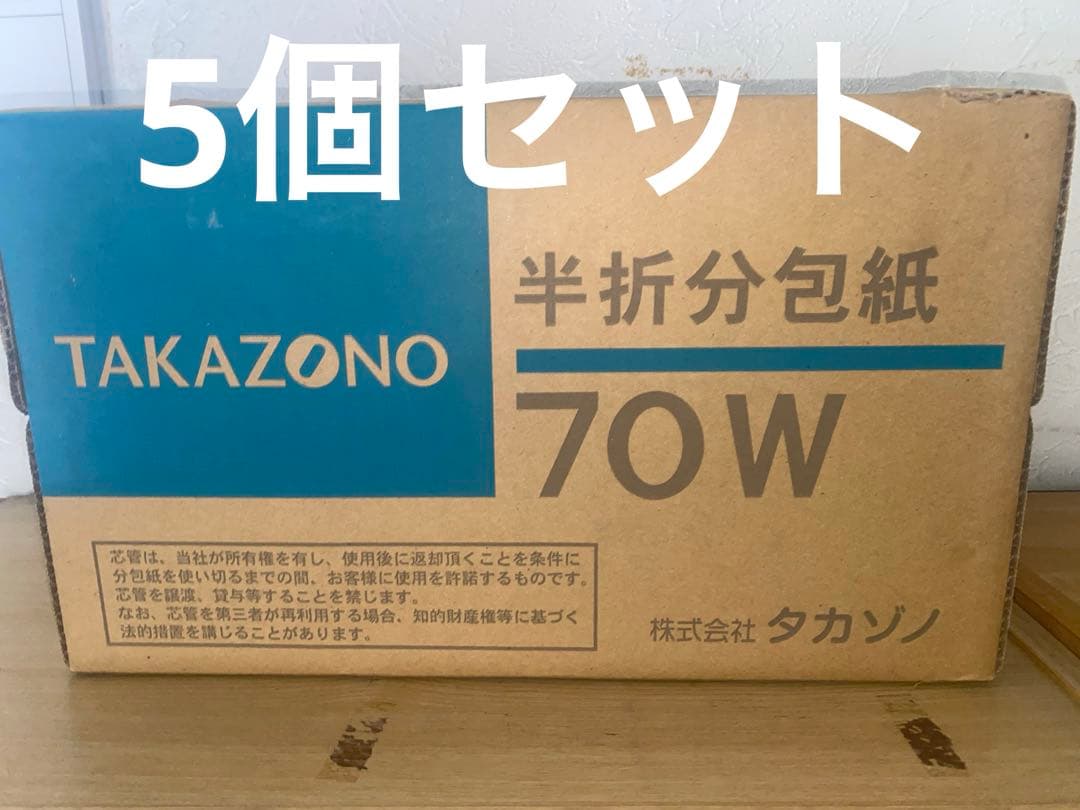 5個セット
TAKAZONO
半折分包紙
70W
芯管は、当社が所有権を有し、使用後に返却頂くことを条件に
分包紙を使い切るまでの間、お客様に使用を許諾するものです。
芯管を譲渡、貸与等することを禁じます。
なお、芯管を第三者が再利用する場合、知的財産権等に基づく
法的措置を講じることがあります。
株式会社 タカゾノ